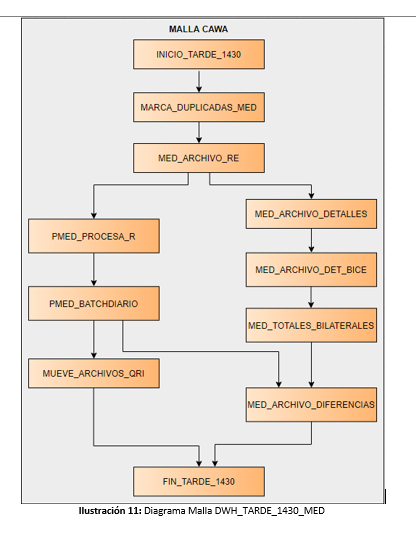 MALLA CAWA
INICIO_TARDE_1430
MARCA_DUPLICADAS_MED
MED_ARCHIVO_RE
MED_ARCHIVO_DETALLES
PMED_PROCESA_R
MED_ARCHIVO_DET_BICE
PMED_BATCHDIARIO
MED_TOTALES_BILATERALES
MUEVE_ARCHIVOS_QRI
MED_ARCHIVO_DIFERENCIAS
FIN_TARDE_1430
Ilustración 11: Diagrama Malla DWH_TARDE_1430_MED